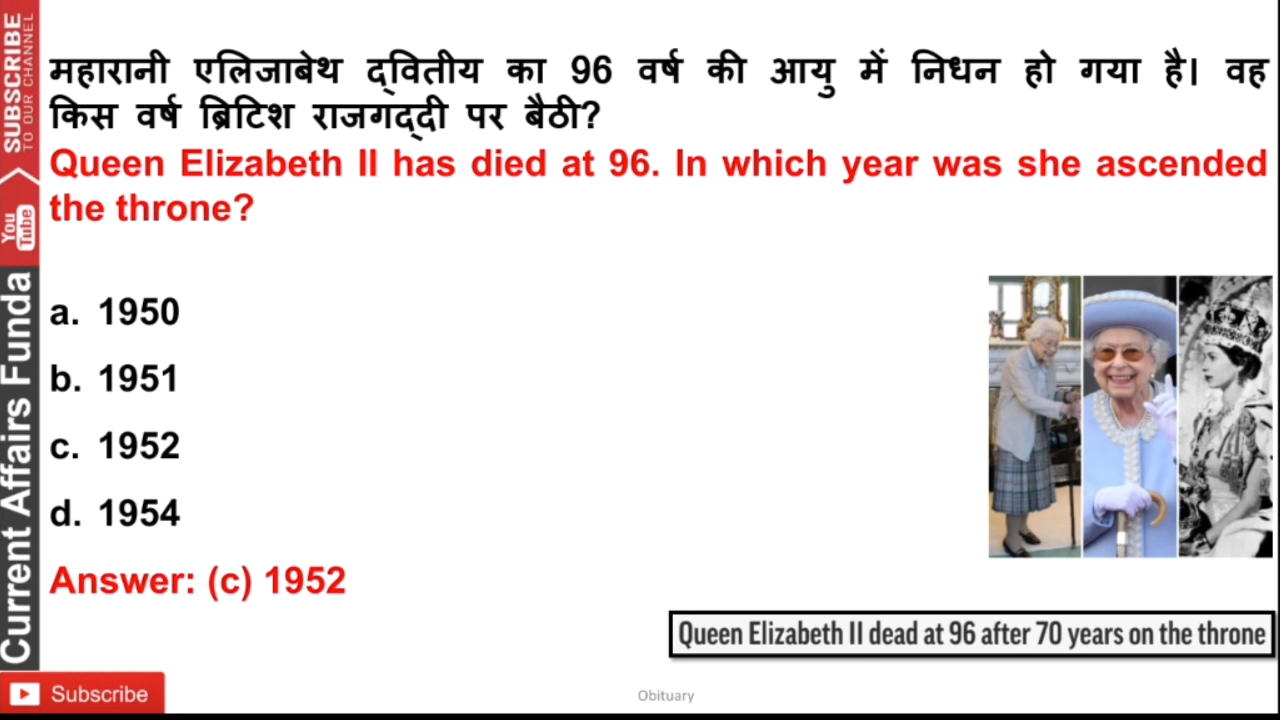 SUBSCRIBE
TO OUR CHANNEL
You
Tube
Current Affairs Funda
महारानी एलिजाबेथ द्वितीय का 96 वर्ष की आयु में निधन हो गया है। वह
किस वर्ष ब्रिटिश राजगद्दी पर बैठी?
Queen Elizabeth II has died at 96. In which year was she ascended
the throne?
a. 1950
b. 1951
c. 1952
d. 1954
Answer: (c) 1952
Queen Elizabeth II dead at 96 after 70 years on the throne
Subscribe
Obituary